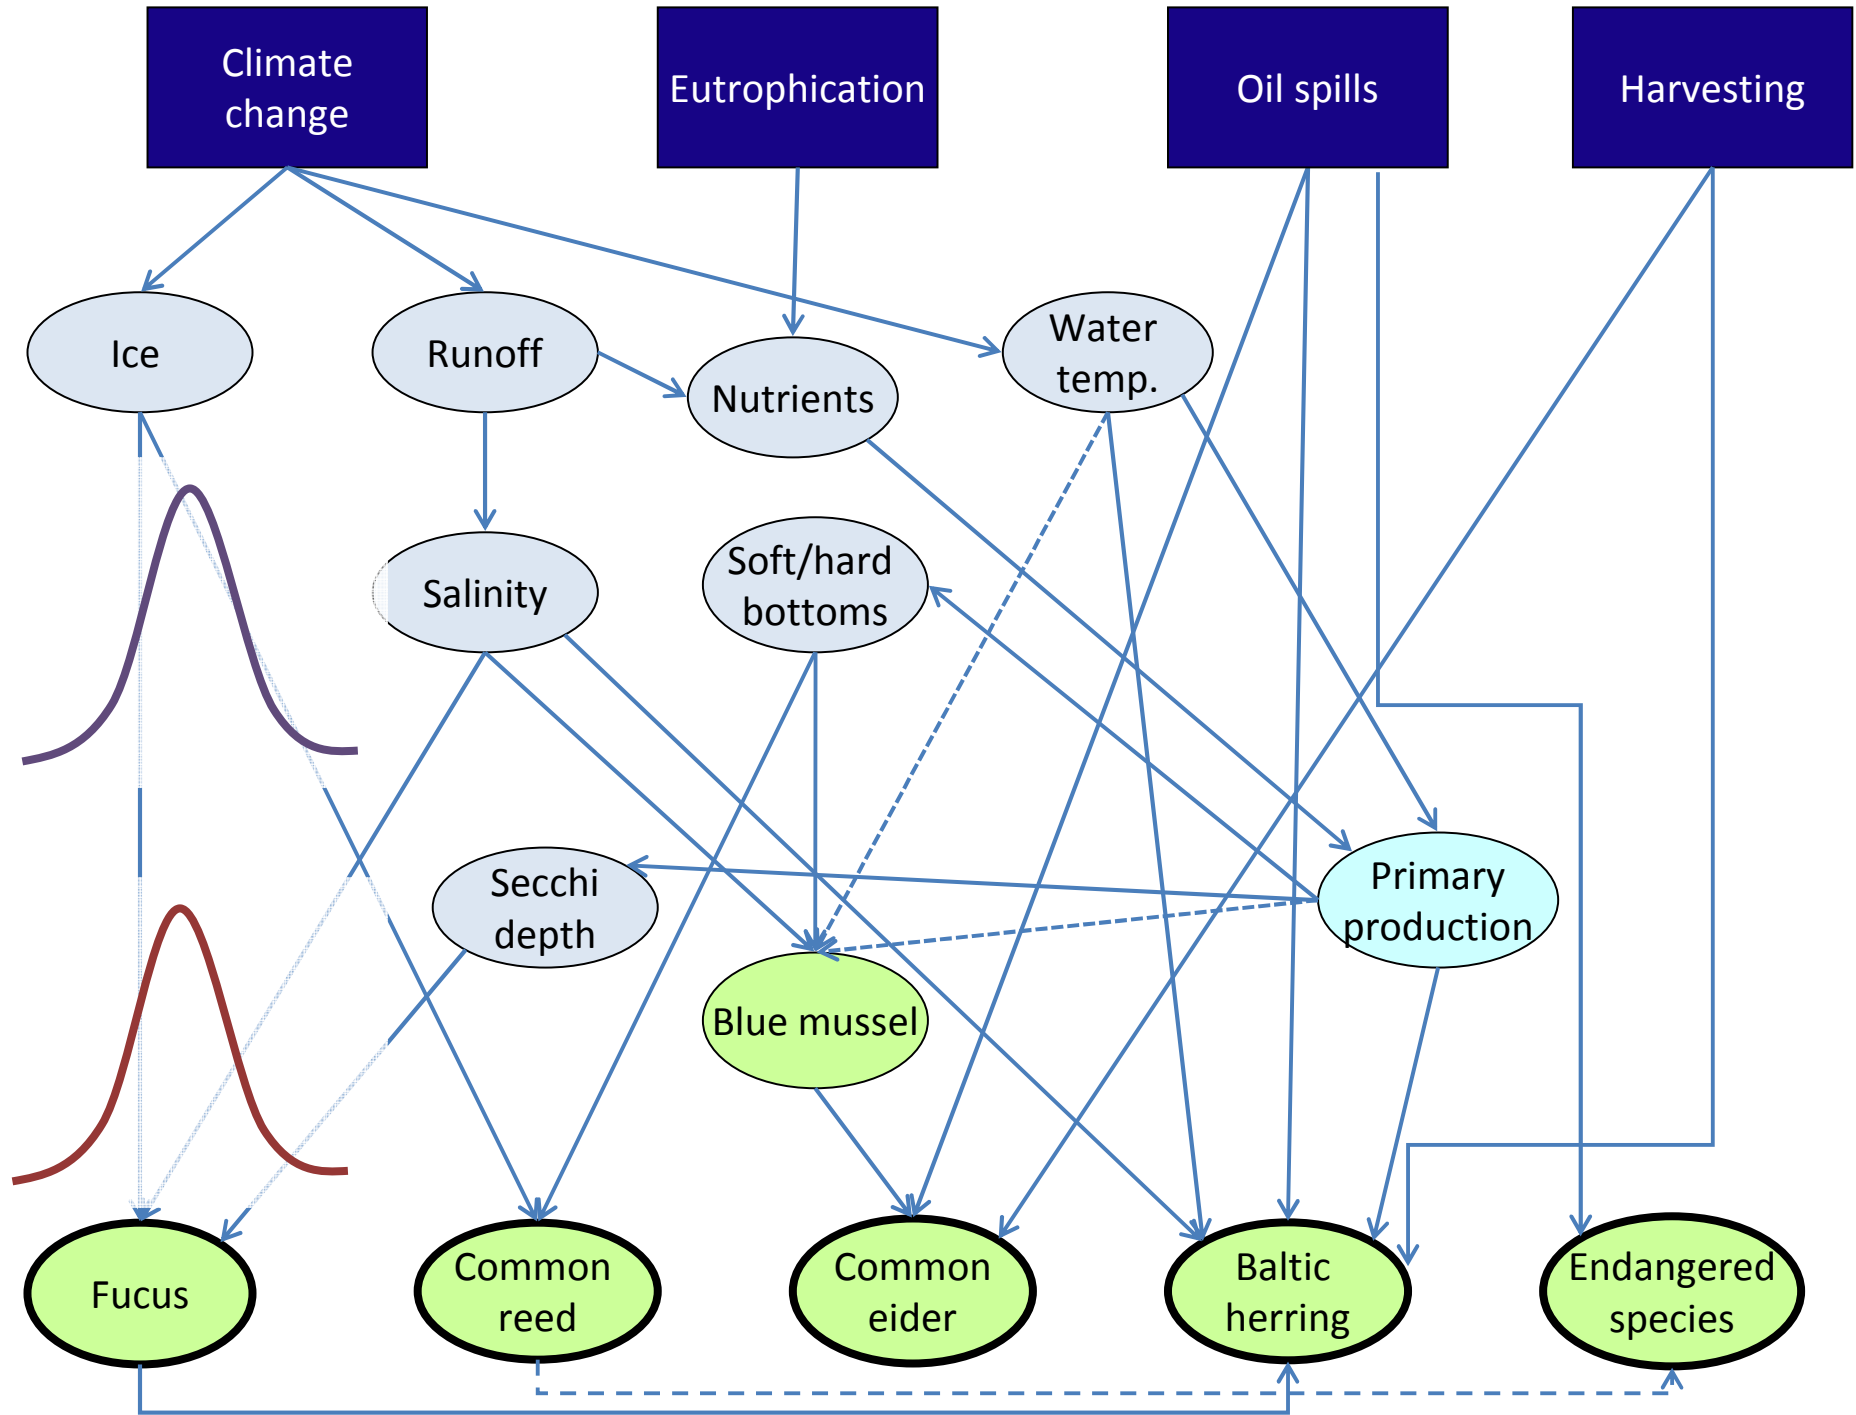 Climate
change
Eutrophication
Oil spills
Harvesting
Ice
Runoff
Nutrients
Water
temp.
Salinity
Soft/hard
bottoms
Secchi
depth
Primary
production
Blue mussel
Fucus
Common
reed
Common
eider
Baltic
herring
Endangered
species